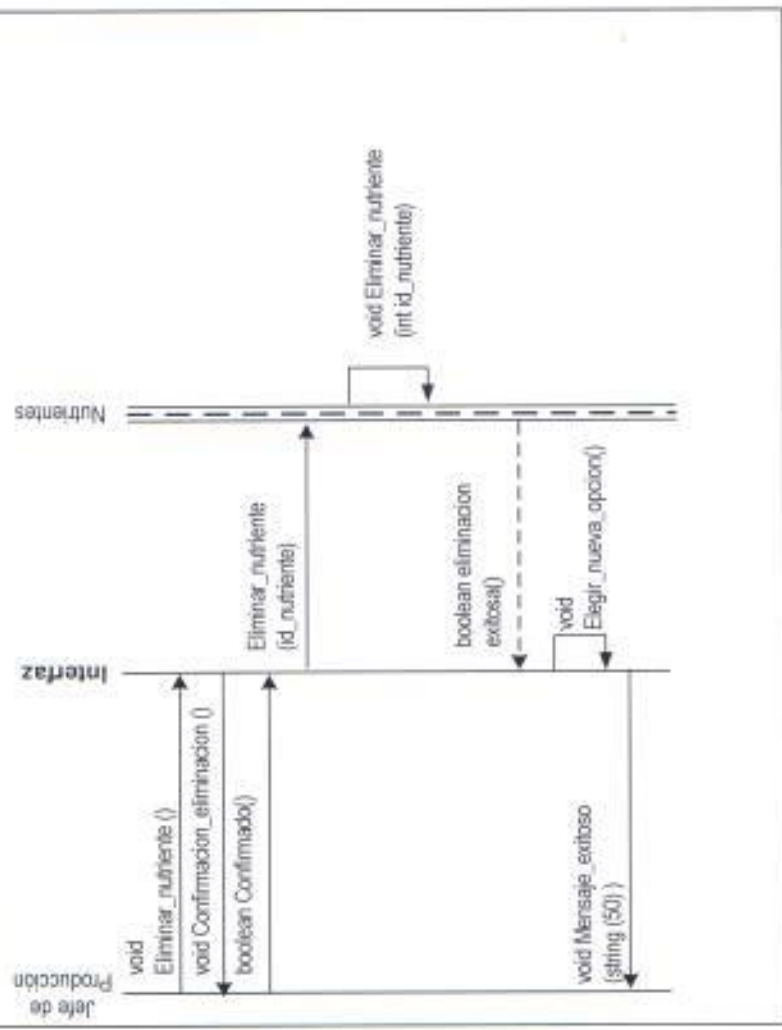 Jefe de
Producción
Interfaz
Nutrientes
void
Eliminar_nutriente ()
void Confirmacion_eliminacion ()
boolean Confirmado()
Eliminar_nutriente
(id_nutriente)
void Eliminar_nutriente
(int id_nutriente)
boolean eliminacion
exitosa()
void
Elegir_nueva_opcion()
void Mensaje_exitoso
(string (50) )